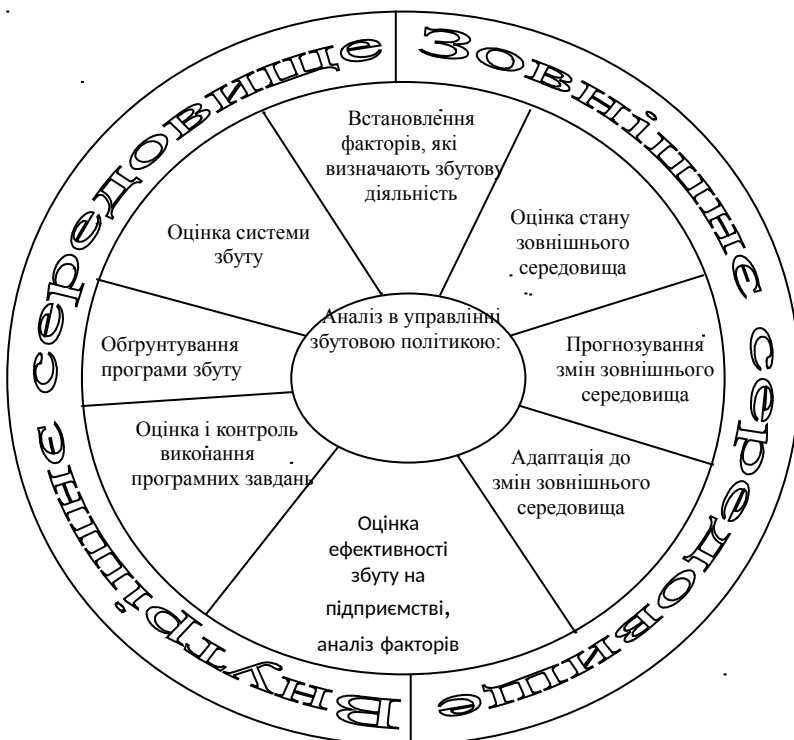 Внутрішнє середовище
Зовнішнє середовище
Встановлення
факторів, які
визначають збутову
діяльність
Оцінка стану
зовнішнього
середовища
Прогнозування
змін зовнішнього
середовища
Адаптація до
змін зовнішнього
середовища
Оцінка
ефективності
збуту на
підприємстві,
аналіз факторів
Оцінка і контроль
виконання
програмних завдань
Обґрунтування
програми збуту
Оцінка системи
збуту
Аналіз в управлінні
збутовою політикою: